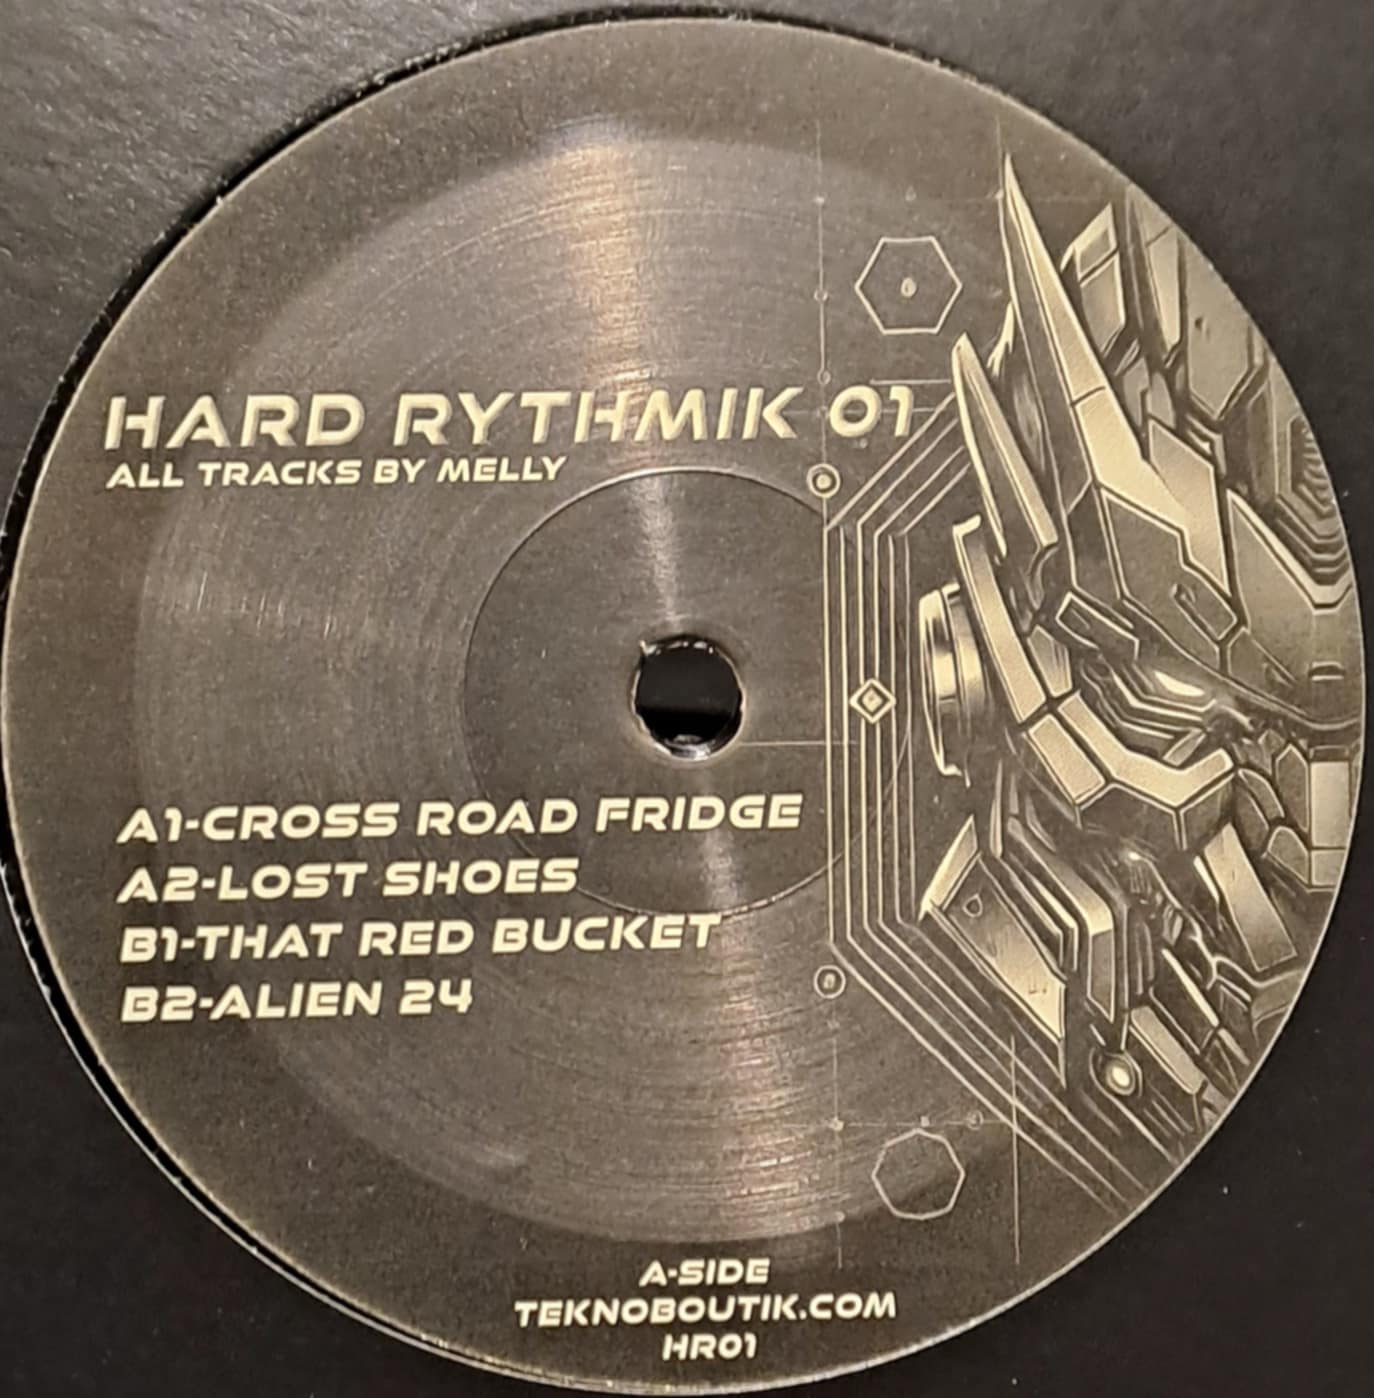 HARD RYTHMIK 01
ALL TRACKS BY MELLY
A1-CROSS ROAD FRIDGE
A2-LOST SHOES
B1-THAT RED BUCKET
B2-ALIEN 24
A-SIDE
TEKNOBOUTIK.COM
HR01